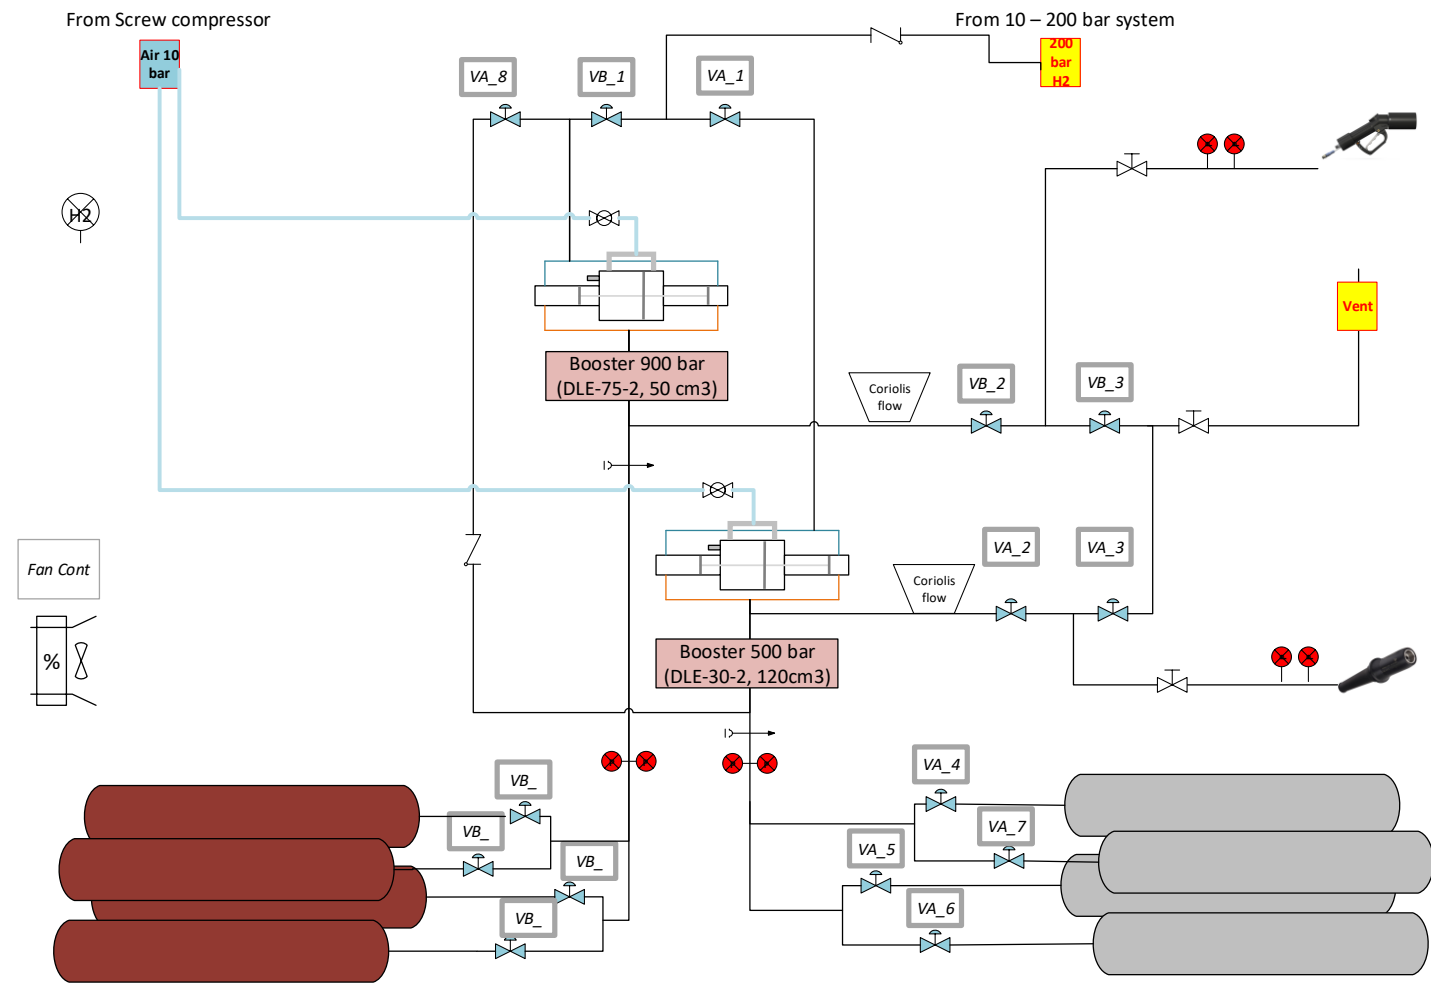 From Screw compressor
From 10 – 200 bar system
Air 10
bar
200
bar
H2
VA_8
VB_1
VA_1
H2
Vent
Booster 900 bar
(DLE-75-2, 50 cm3)
Coriolis
flow
VB_2
VB_3
Fan Cont
VA_2
VA_3
Coriolis
flow
%
Booster 500 bar
(DLE-30-2, 120cm3)
VB_
VB_
VB_
VB_
VA_4
VA_7
VA_5
VA_6